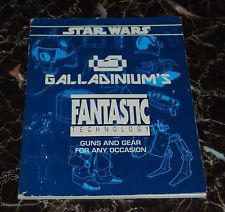 STAR WARS
GALLADINIUM'S
FANTASTIC
TECHNOLOGY
GUNS AND GEAR
FOR ANY OCCASION